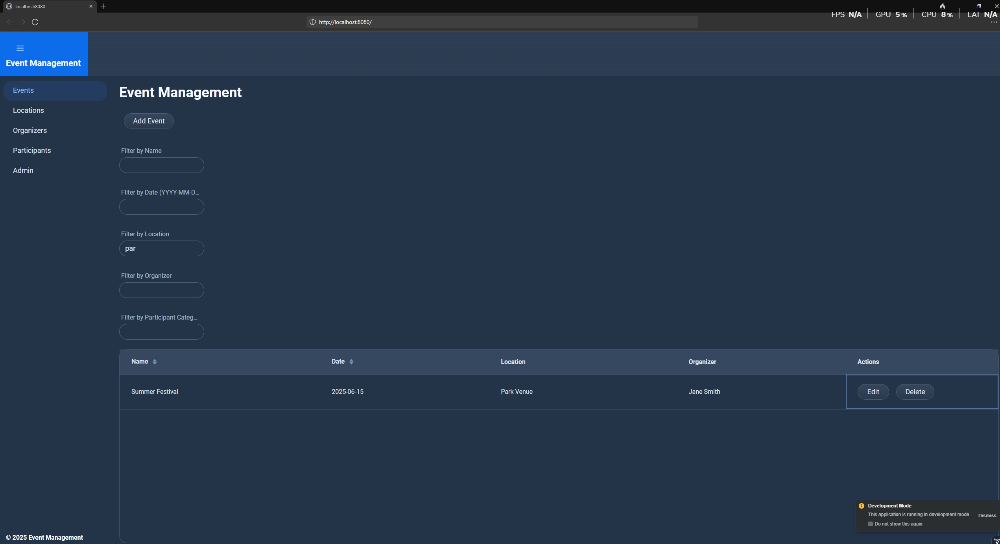 localhost:8080
FPS N/A GPU 5% CPU 8% LAT N/A
http://localhost:8080/
Event Management
Events
Locations
Organizers
Participants
Admin
© 2025 Event Management
Event Management
Add Event
Filter by Name
Filter by Date (YYYY-MM-D...
Filter by Location
par
Filter by Organizer
Filter by Participant Categ...
Name Date Location Organizer Actions
Summer Festival 2025-06-15 Park Venue Jane Smith Edit Delete
Development Mode
This application is running in development mode.
Dismiss
Do not show this again